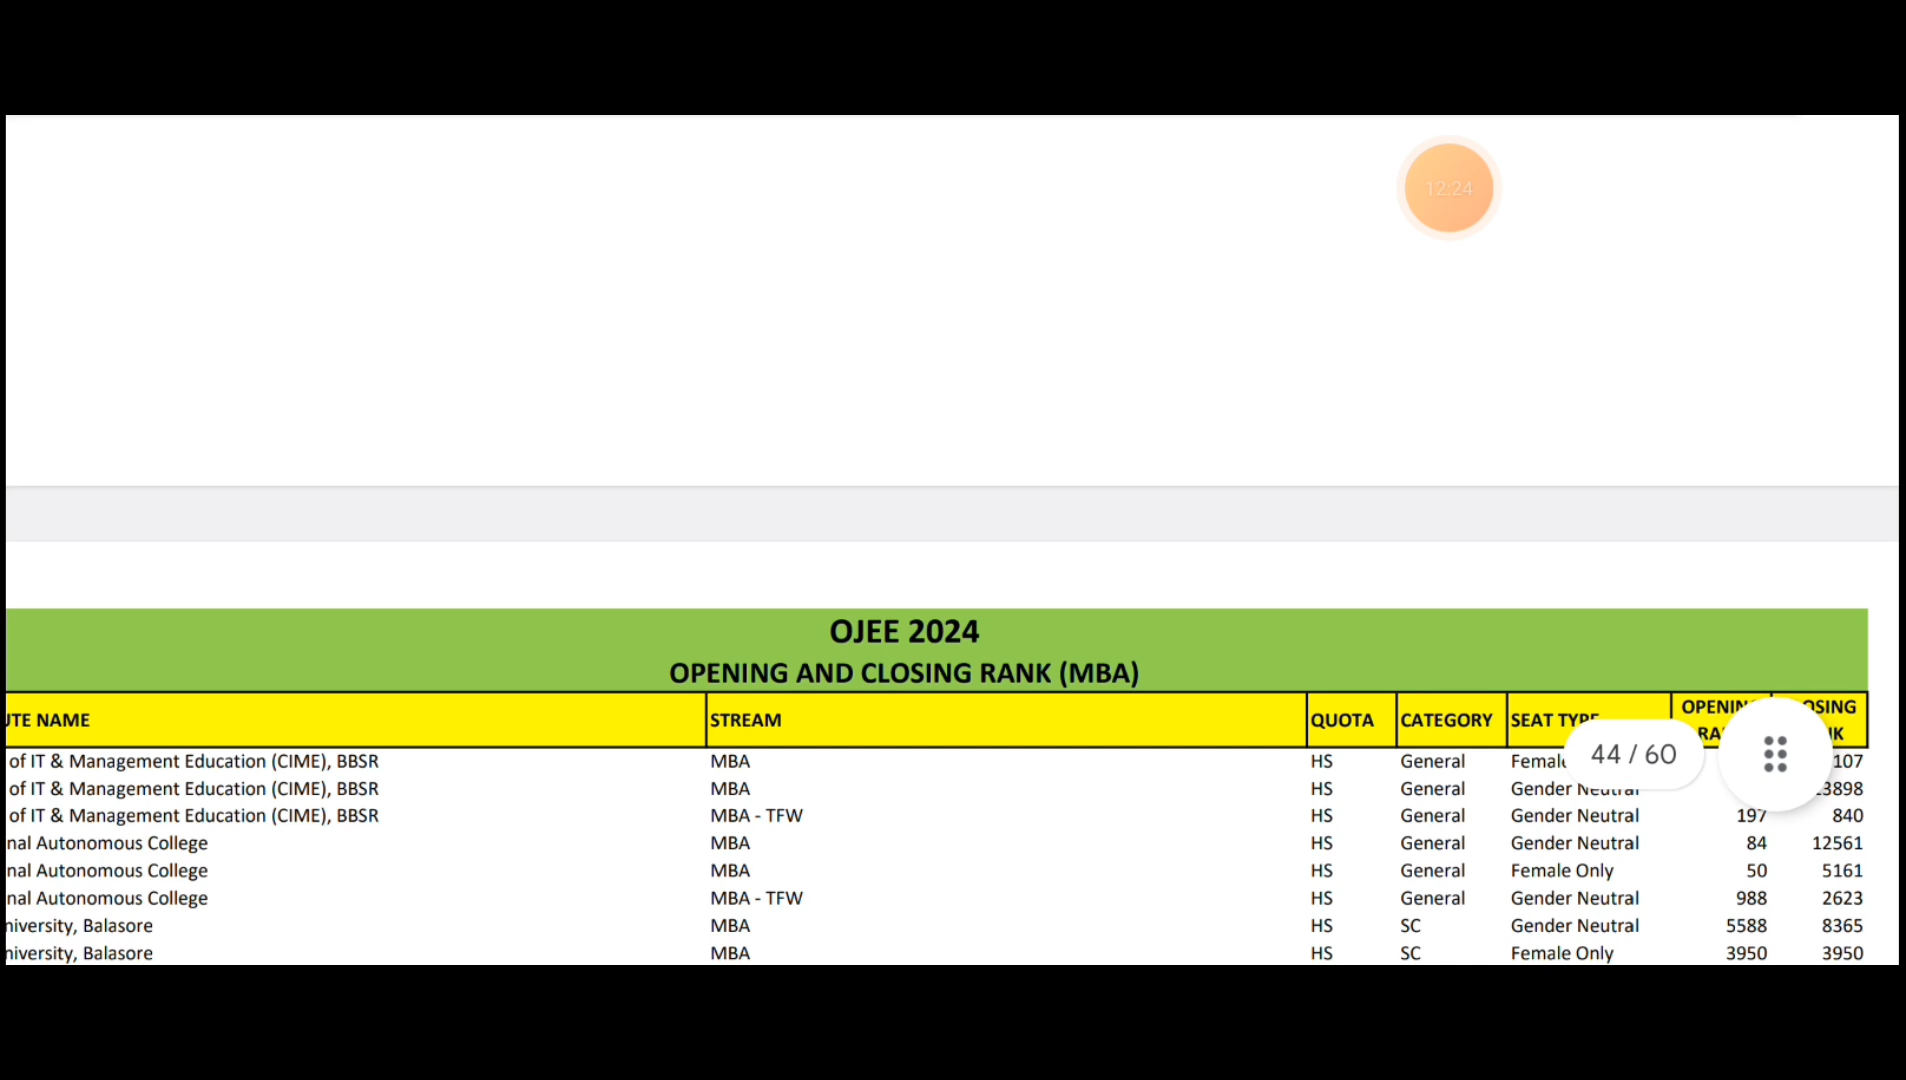 12:24
OJEE 2024
OPENING AND CLOSING RANK (MBA)
UTE NAME STREAM QUOTA CATEGORY SEAT TYPE OPENING RA OSING NK
of IT & Management Education (CIME), BBSR MBA HS General Female 107
44 / 60
of IT & Management Education (CIME), BBSR MBA HS General Gender Neutral 3898
of IT & Management Education (CIME), BBSR MBA - TFW HS General Gender Neutral 197 840
nal Autonomous College MBA HS General Gender Neutral 84 12561
nal Autonomous College MBA HS General Female Only 50 5161
nal Autonomous College MBA - TFW HS General Gender Neutral 988 2623
niversity, Balasore MBA HS SC Gender Neutral 5588 8365
niversity, Balasore MBA HS SC Female Only 3950 3950